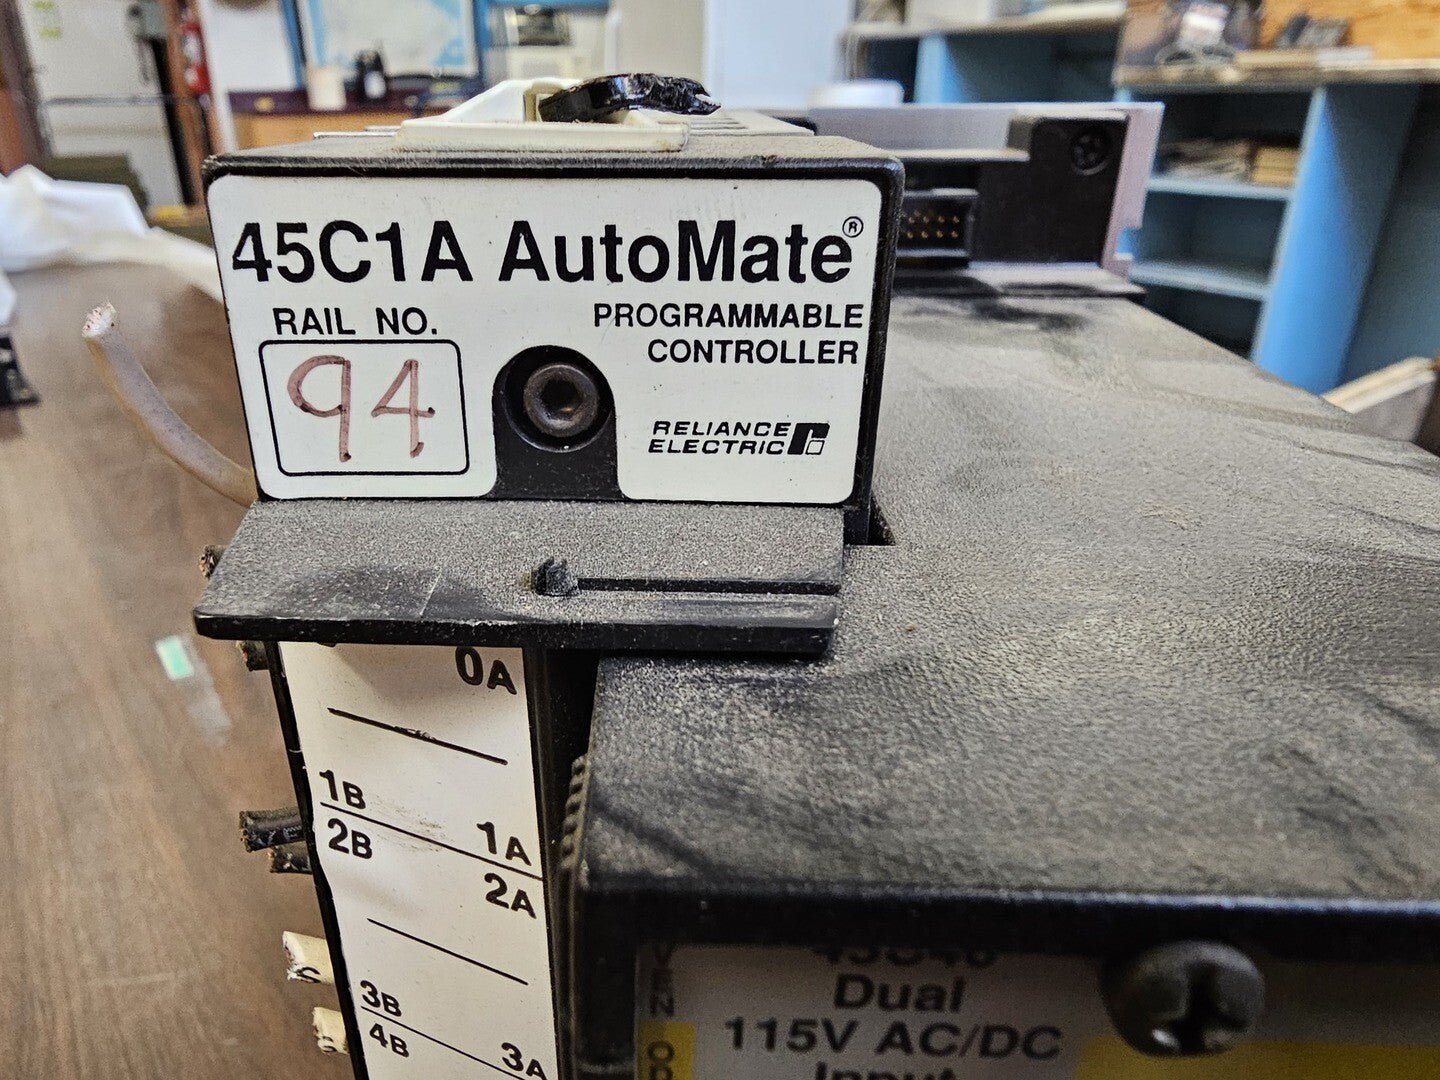 45C1A AutoMate®
RAIL NO.
94
PROGRAMMABLE
CONTROLLER
RELIANCE
ELECTRIC
0A
1B
1A
2B
2A
3B
3A
4B
Dual
115V AC/DC
Input